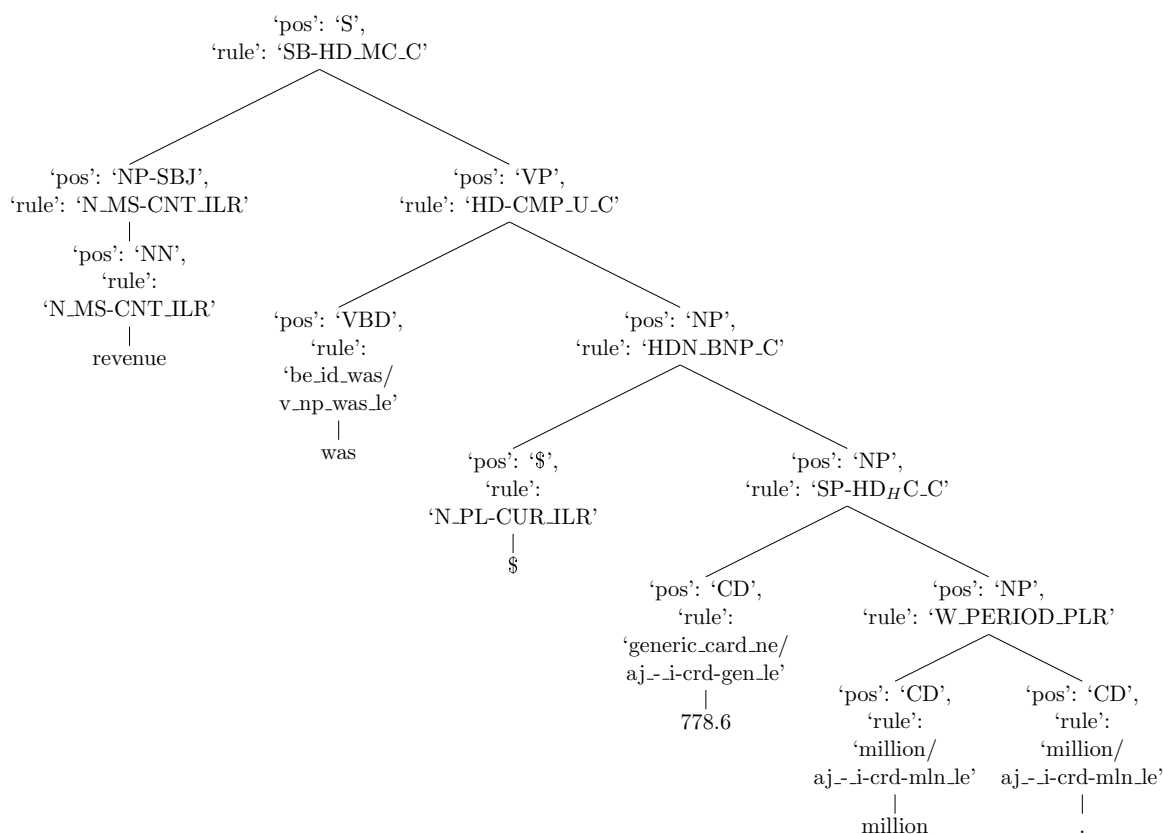 ‘pos’: ‘S’,
‘rule’: ‘SB-HD_MC_C’
‘pos’: ‘NP-SBJ’,
‘rule’: ‘N_MS-CNT_ILR’
‘pos’: ‘VP’,
‘rule’: ‘HD-CMP_U_C’
‘pos’: ‘NN’,
‘rule’:
‘N_MS-CNT_ILR’
revenue
‘pos’: ‘VBD’,
‘rule’:
‘be_id_was/
v_np_was_le’
was
‘pos’: ‘NP’,
‘rule’: ‘HDN_BNP_C’
‘pos’: ‘$’,
‘rule’:
‘N_PL-CUR_ILR’
$
‘pos’: ‘NP’,
‘rule’: ‘SP-HD_HC_C’
‘pos’: ‘CD’,
‘rule’:
‘generic_card_ne/
aj_-_i-crd-gen_le’
778.6
‘pos’: ‘NP’,
‘rule’: ‘W_PERIOD_PLR’
‘pos’: ‘CD’,
‘rule’:
‘million/
aj_-_i-crd-mln_le’
million
‘pos’: ‘CD’,
‘rule’:
‘million/
aj_-_i-crd-mln_le’
.